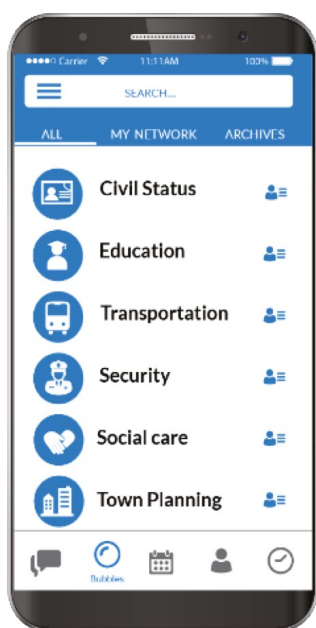 Carrier 11:11AM 100%
SEARCH...
ALL MY NETWORK ARCHIVES
Civil Status
Education
Transportation
Security
Social care
Town Planning
Bubbles